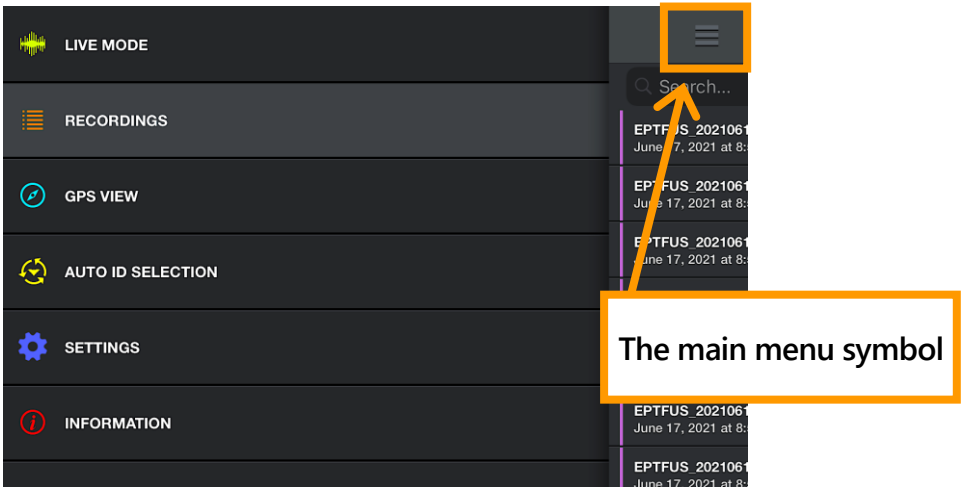 LIVE MODE
RECORDINGS
GPS VIEW
AUTO ID SELECTION
SETTINGS
INFORMATION
Search...
EPTFUS_2021061
June 17, 2021 at 8:
EPTFUS_2021061
June 17, 2021 at 8:
EPTFUS_2021061
June 17, 2021 at 8:
The main menu symbol
EPTFUS_2021061
June 17, 2021 at 8:
EPTFUS_2021061
June 17, 2021 at 8: